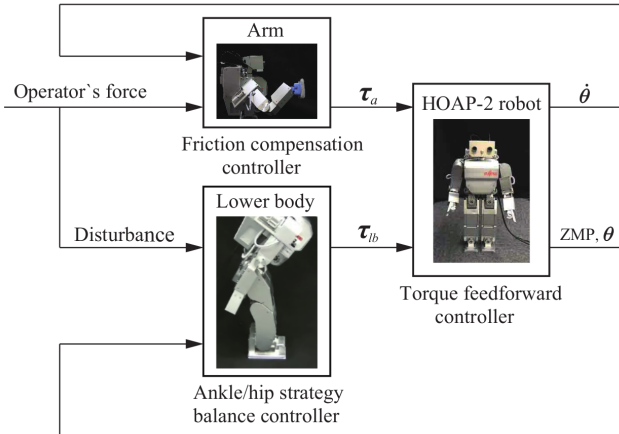 Arm
Operator`s force
τa
HOAP-2 robot
θ̇
Friction compensation
controller
Lower body
Disturbance
τlb
ZMP, θ
Torque feedforward
controller
Ankle/hip strategy
balance controller